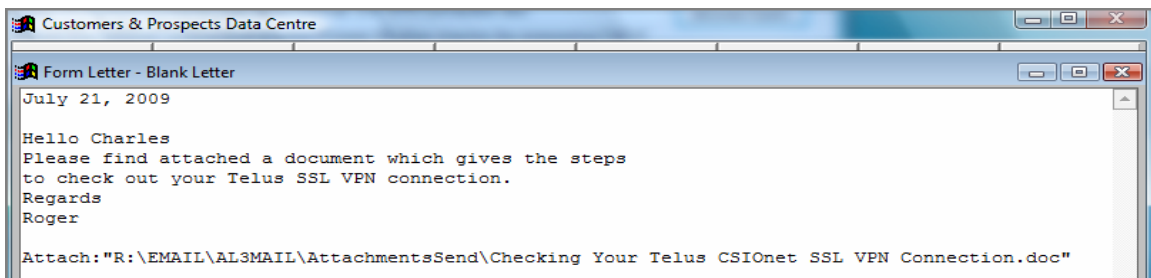 Customers & Prospects Data Centre
Form Letter - Blank Letter
July 21, 2009
Hello Charles
Please find attached a document which gives the steps
to check out your Telus SSL VPN connection.
Regards
Roger
Attach:"R:\EMAIL\AL3MAIL\AttachmentsSend\Checking Your Telus CSIOnet SSL VPN Connection.doc"